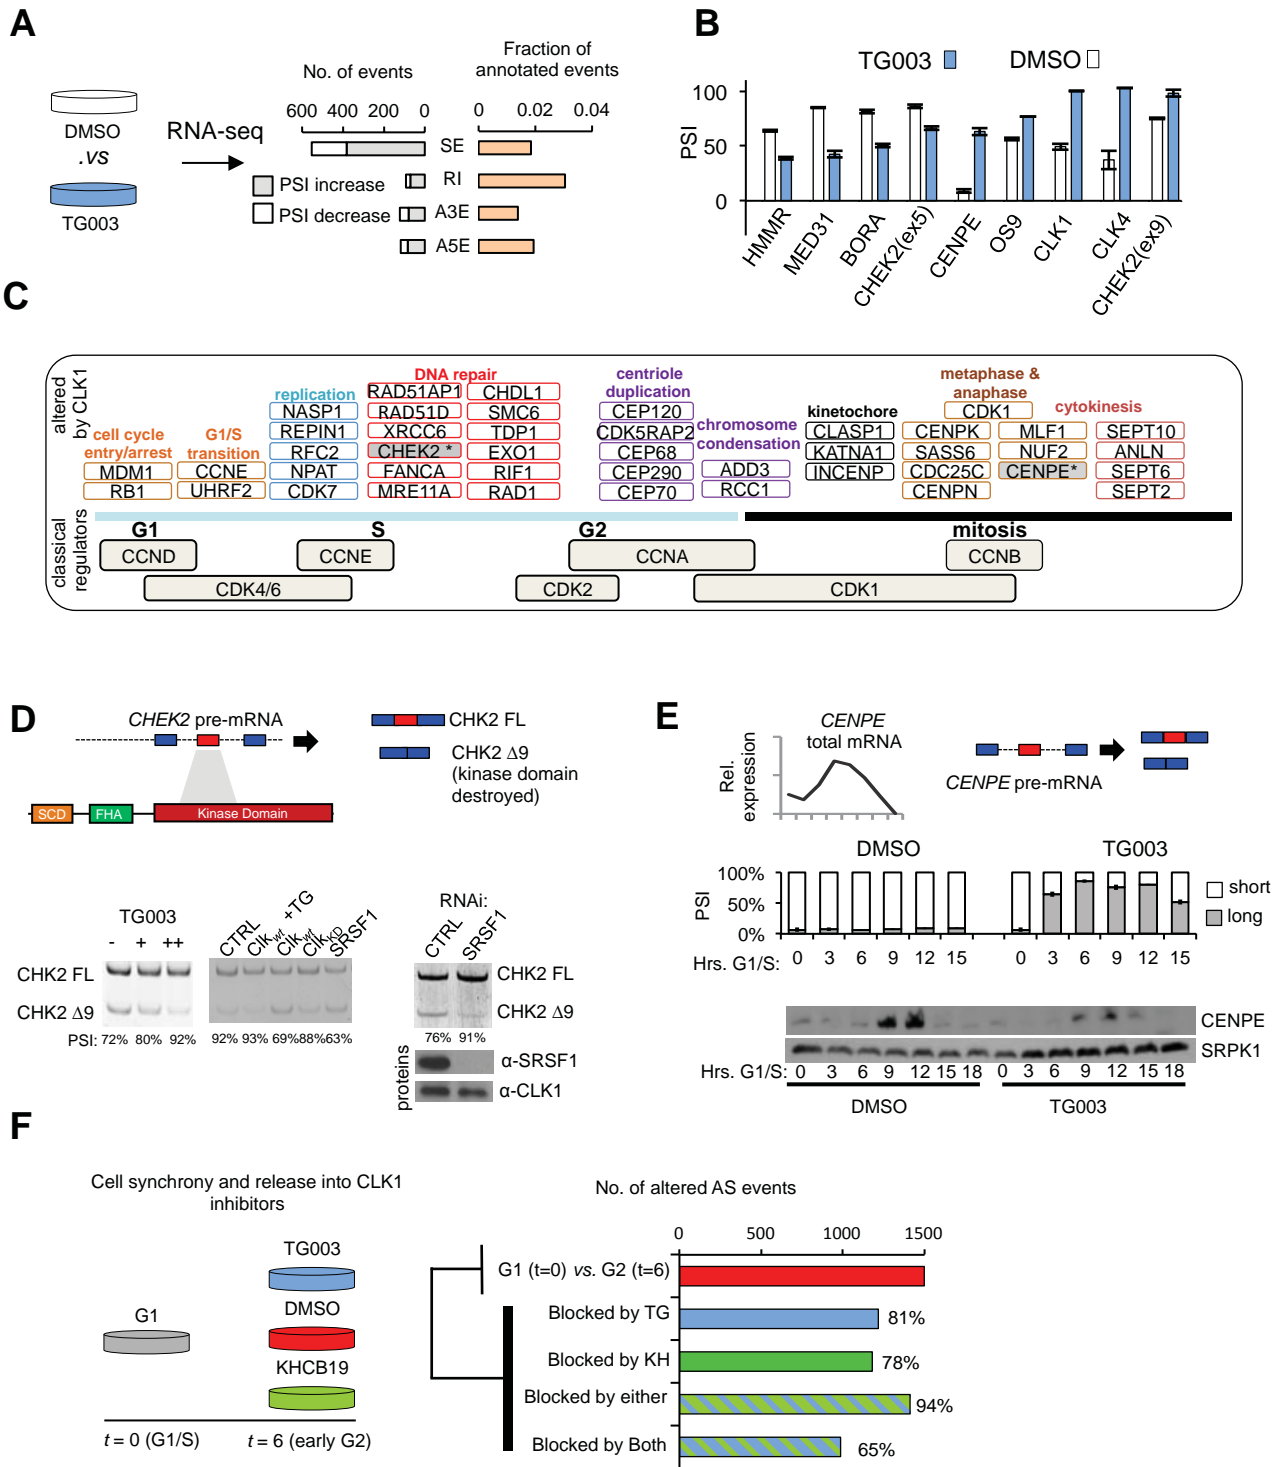 A
No. of events
Fraction of
annotated events
600 400 200 0
0 0.02 0.04
DMSO
.vs
TG003
RNA-seq
PSI increase
PSI decrease
SE
RI
A3E
A5E
B
TG003
DMSO
PSI
100
50
0
HMMR
MED31
BORA
CHEK2(ex5)
CENPE
OS9
CLK1
CLK4
CHEK2(ex9)
C
altered
by CLK1
cell cycle
entry/arrest
MDM1
RB1
G1/S
transition
CCNE
UHRF2
replication
NASP1
REPIN1
RFC2
NPAT
CDK7
DNA repair
RAD51AP1
RAD51D
XRCC6
CHEK2 *
FANCA
MRE11A
CHDL1
SMC6
TDP1
EXO1
RIF1
RAD1
centriole
duplication
CEP120
CDK5RAP2
CEP68
CEP290
CEP70
chromosome
condensation
ADD3
RCC1
kinetochore
CLASP1
KATNA1
INCENP
metaphase &
anaphase
CDK1
CENPK
SASS6
CDC25C
CENPN
MLF1
NUF2
CENPE*
cytokinesis
SEPT10
ANLN
SEPT6
SEPT2
classical
regulators
G1 S G2 mitosis
CCND CCNE CCNA CCNB
CDK4/6 CDK2 CDK1
D
CHEK2 pre-mRNA
CHK2 FL
CHK2 Δ9
(kinase domain
destroyed)
SCD FHA Kinase Domain
TG003
- + ++
CTRL
Clk wt +TG
Clk wt
Clk KD
SRSF1
RNAi:
CTRL
SRSF1
CHK2 FL
CHK2 Δ9
CHK2 FL
CHK2 Δ9
PSI: 72% 80% 92% 92% 93% 69% 88% 63% 76% 91%
proteins
α-SRSF1
α-CLK1
E
CENPE
total mRNA
Rel.
expression
CENPE pre-mRNA
DMSO TG003
PSI
100%
50%
0%
short
long
Hrs. G1/S: 0 3 6 9 12 15 0 3 6 9 12 15
CENPE
SRPK1
Hrs. G1/S: 0 3 6 9 12 15 18 0 3 6 9 12 15 18
DMSO TG003
F
Cell synchrony and release into CLK1
inhibitors
TG003
G1
DMSO
KHCB19
t = 0 (G1/S) t = 6 (early G2)
No. of altered AS events
0 500 1000 1500
G1 (t=0) vs. G2 (t=6)
Blocked by TG 81%
Blocked by KH 78%
Blocked by either 94%
Blocked by Both 65%